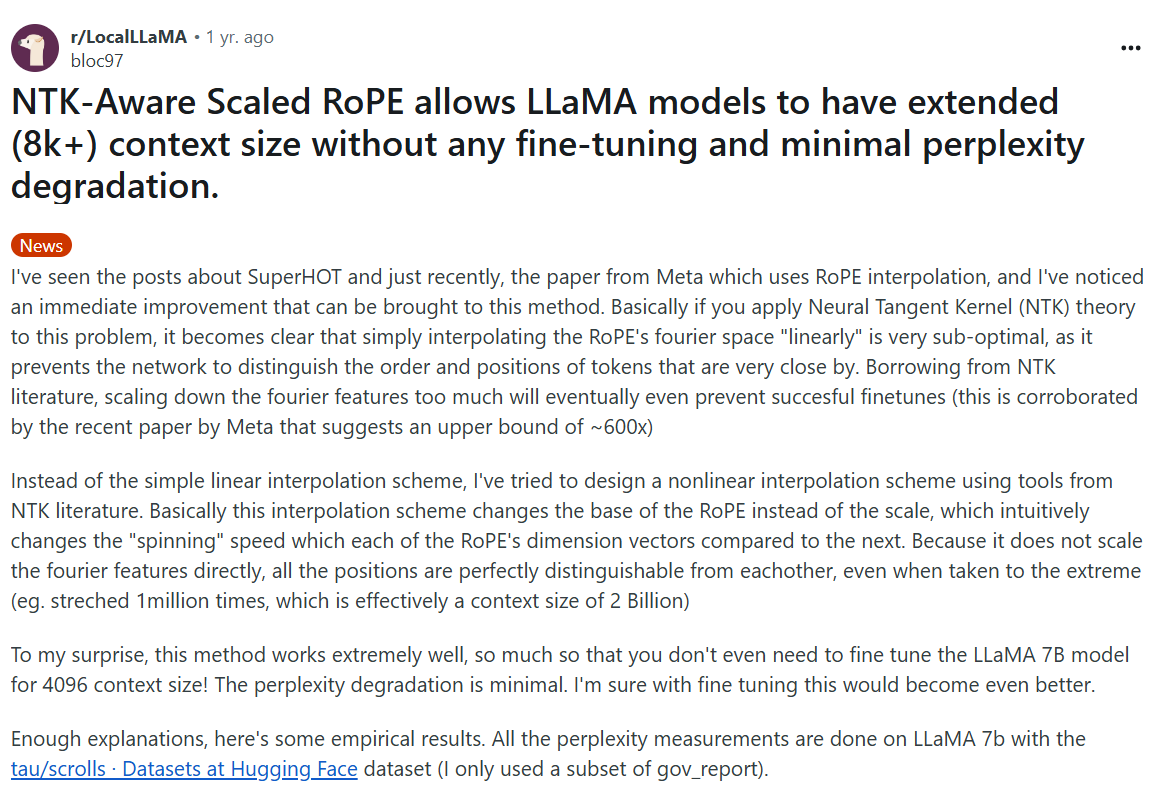 r/LocalLLaMA • 1 yr. ago
bloc97
NTK-Aware Scaled RoPE allows LLaMA models to have extended
(8k+) context size without any fine-tuning and minimal perplexity
degradation.
News
I've seen the posts about SuperHOT and just recently, the paper from Meta which uses RoPE interpolation, and I've noticed
an immediate improvement that can be brought to this method. Basically if you apply Neural Tangent Kernel (NTK) theory
to this problem, it becomes clear that simply interpolating the RoPE's fourier space "linearly" is very sub-optimal, as it
prevents the network to distinguish the order and positions of tokens that are very close by. Borrowing from NTK
literature, scaling down the fourier features too much will eventually even prevent succesful finetunes (this is corroborated
by the recent paper by Meta that suggests an upper bound of ~600x)
Instead of the simple linear interpolation scheme, I've tried to design a nonlinear interpolation scheme using tools from
NTK literature. Basically this interpolation scheme changes the base of the RoPE instead of the scale, which intuitively
changes the "spinning" speed which each of the RoPE's dimension vectors compared to the next. Because it does not scale
the fourier features directly, all the positions are perfectly distinguishable from eachother, even when taken to the extreme
(eg. streched 1million times, which is effectively a context size of 2 Billion)
To my surprise, this method works extremely well, so much so that you don't even need to fine tune the LLaMA 7B model
for 4096 context size! The perplexity degradation is minimal. I'm sure with fine tuning this would become even better.
Enough explanations, here's some empirical results. All the perplexity measurements are done on LLaMA 7b with the
tau/scrolls · Datasets at Hugging Face dataset (I only used a subset of gov_report).